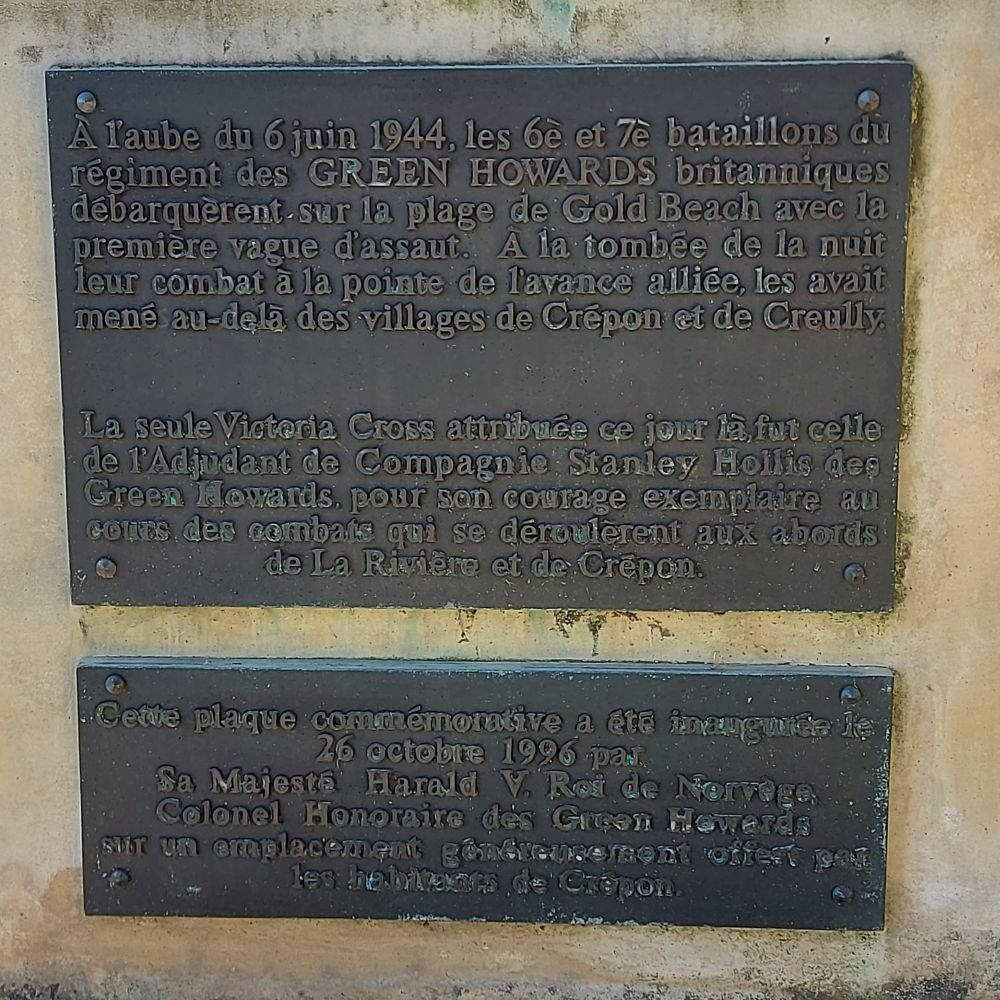 À l'aube du 6 juin 1944, les 6è et 7è bataillons du
régiment des GREEN HOWARDS britanniques
débarquèrent sur la plage de Gold Beach avec la
première vague d'assaut. À la tombée de la nuit
leur combat à la pointe de l'avance alliée, les avait
mené au-delà des villages de Crépon et de Creully.
La seule Victoria Cross attribuée ce jour là, fut celle
de l'Adjudant de Compagnie Stanley Hollis des
Green Howards, pour son courage exemplaire au
cours des combats qui se déroulèrent aux abords
de La Rivière et de Crépon.
Cette plaque commémorative a été inaugurée le
26 octobre 1996 par
Sa Majesté Harald V. Roi de Norvège,
Colonel Honoraire des Green Howards
sur un emplacement généreusement offert par
les habitants de Crépon.